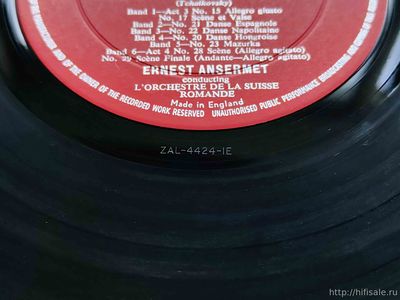 (Tchaikovsky)
Band 1—Act 3 No. 15 Allegro giusto
No. 17 Scène et Valse
Band 2—No. 21 Danse Espagnole
Band 3—No. 22 Danse Napolitaine
Band 4—No. 20 Danse Hongroise
Band 5—No. 23 Mazurka
Band 6—Act 4 No. 28 Scène (Allegro agitato)
No. 29 Scène Finale (Andante—Allegro agitato)
ERNEST ANSERMET
conducting
L'ORCHESTRE DE LA SUISSE
ROMANDE
Made in England
OF THE OWNER OF THE RECORDED WORK RESERVED UNAUTHORISED PUBLIC PERFORMANCE
ZAL-4424-1E
http://hifisale.ru